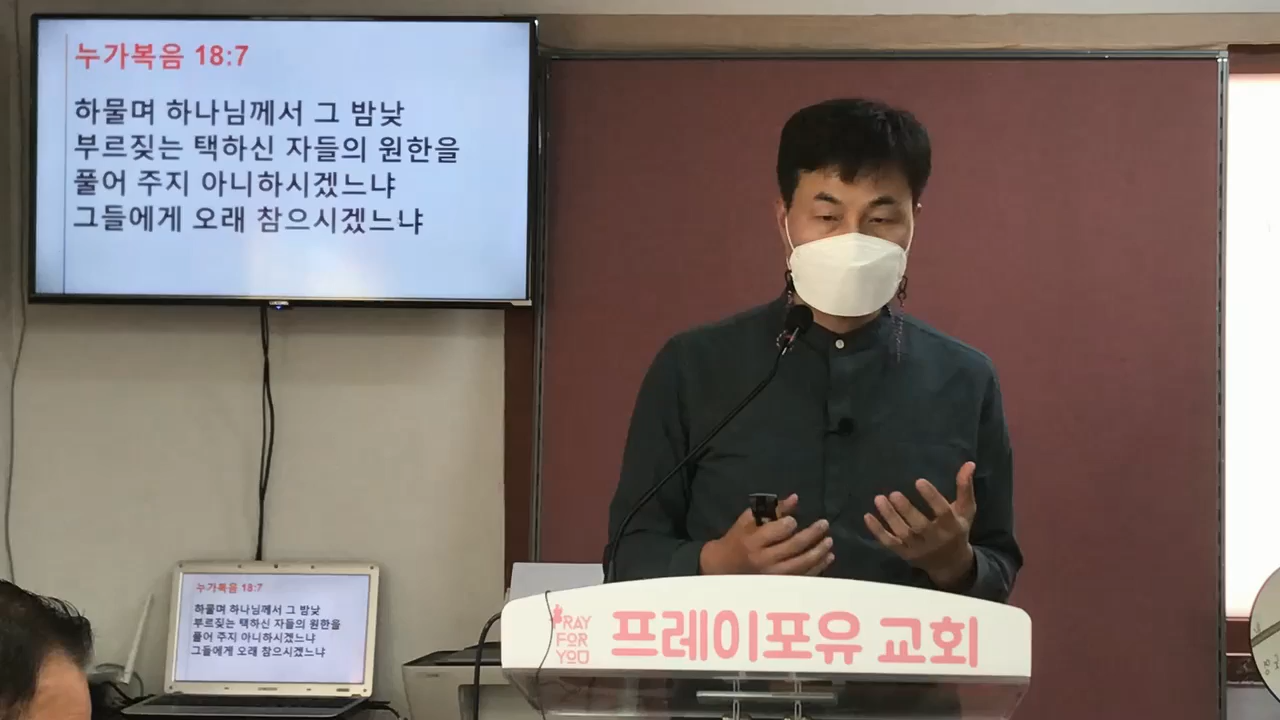 누가복음 18:7
하물며 하나님께서 그 밤낮
부르짖는 택하신 자들의 원한을
풀어 주지 아니하시겠느냐
그들에게 오래 참으시겠느냐
누가복음 18:7
하물며 하나님께서 그 밤낮
부르짖는 택하신 자들의 원한을
풀어 주지 아니하시겠느냐
그들에게 오래 참으시겠느냐
PRAY
FOR
YOU
프레이포유 교회